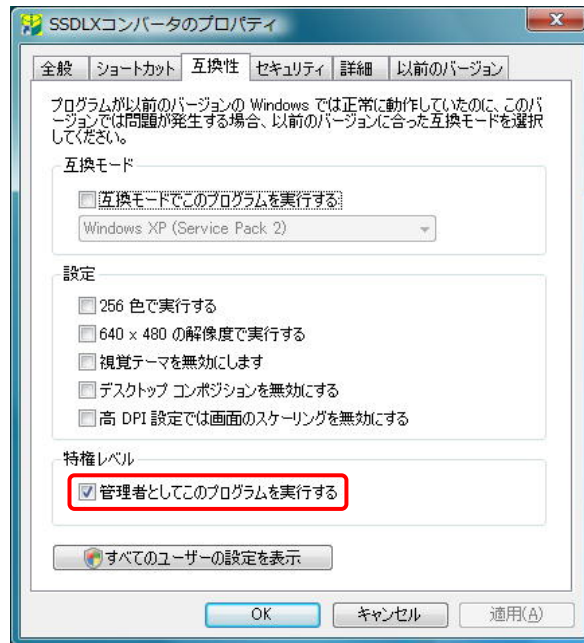 SSDLXコンバータのプロパティ
全般 ショートカット 互換性 セキュリティ 詳細 以前のバージョン
プログラムが以前のバージョンの Windows では正常に動作していたのに、このバ
ージョンでは問題が発生する場合、以前のバージョンに合った互換モードを選択
してください。
互換モード
互換モードでこのプログラムを実行する
Windows XP (Service Pack 2)
設定
256 色で実行する
640 x 480 の解像度で実行する
視覚テーマを無効にします
デスクトップ コンポジションを無効にする
高 DPI 設定では画面のスケーリングを無効にする
特権レベル
管理者としてこのプログラムを実行する
すべてのユーザーの設定を表示
OK キャンセル 適用(A)